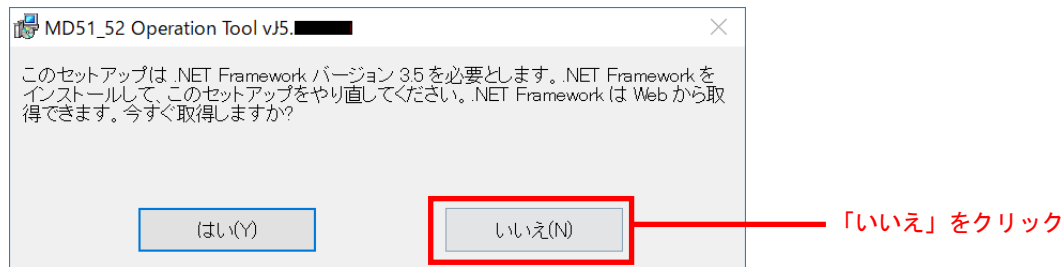 MD51_52 Operation Tool vJ5.
このセットアップは .NET Framework バージョン 3.5 を必要とします。.NET Framework を
インストールして、このセットアップをやり直してください。.NET Framework は Web から取
得できます。今すぐ取得しますか?
はい(Y)
いいえ(N)
「いいえ」をクリック